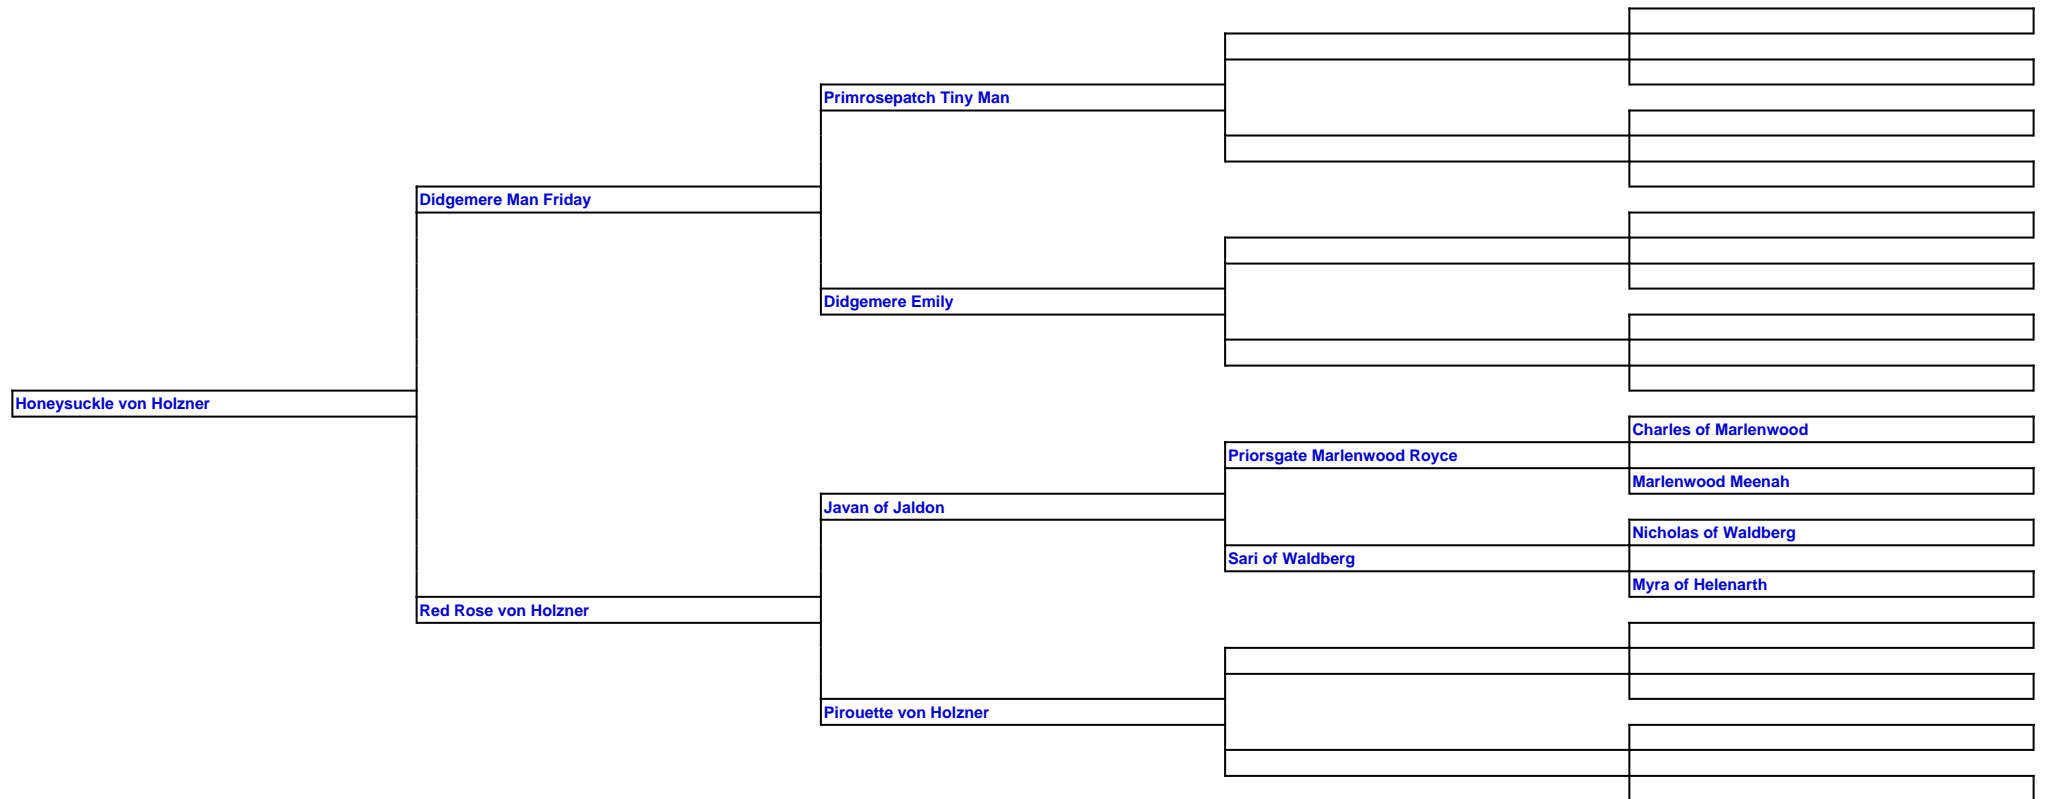 Primrosepatch Tiny Man
Didgemere Man Friday
Didgemere Emily
Honeysuckle von Holzner
Charles of Marlenwood
Priorsgate Marlenwood Royce
Marlenwood Meenah
Javan of Jaldon
Nicholas of Waldberg
Sari of Waldberg
Myra of Helenarth
Red Rose von Holzner
Pirouette von Holzner